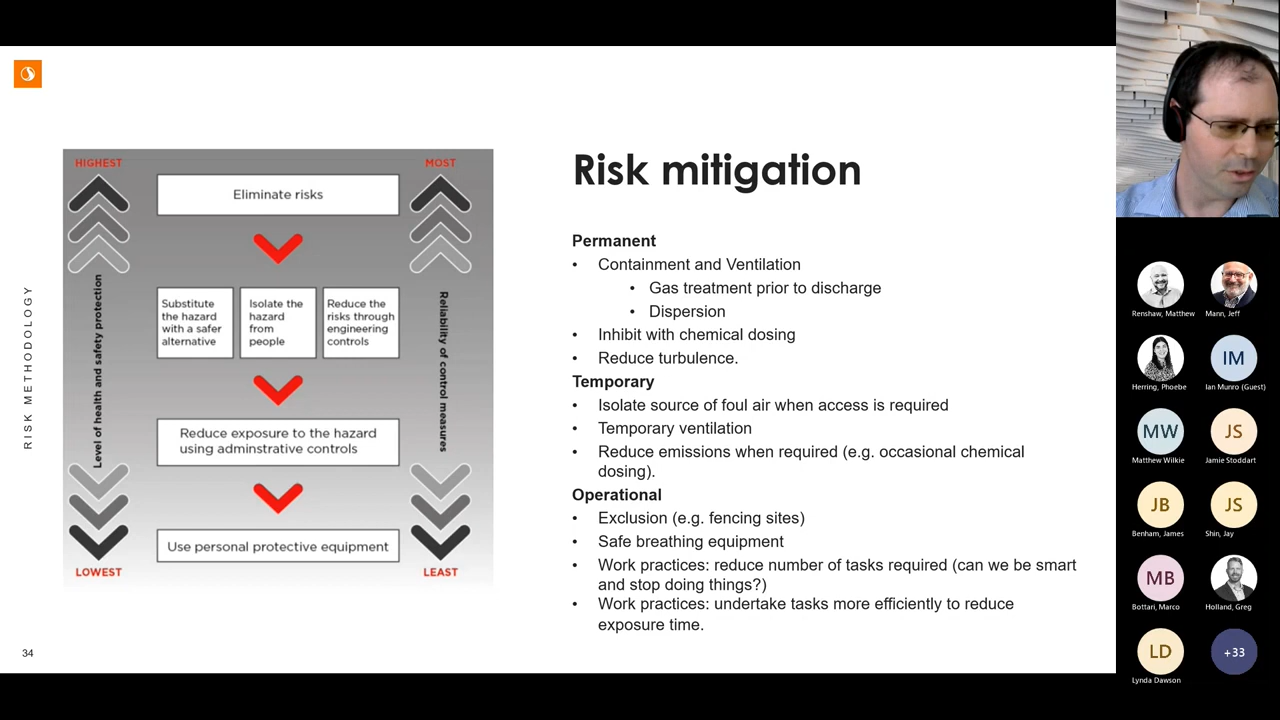 RISK METHODOLOGY
HIGHEST
MOST
Eliminate risks
Substitute
the hazard
with a safer
alternative
Isolate the
hazard
from
people
Reduce the
risks through
engineering
controls
Level of health and safety protection
Reliability of control measures
Reduce exposure to the hazard
using adminstrative controls
Use personal protective equipment
LOWEST
LEAST
34
Risk mitigation
Permanent
• Containment and Ventilation
• Gas treatment prior to discharge
• Dispersion
• Inhibit with chemical dosing
• Reduce turbulence.
Temporary
• Isolate source of foul air when access is required
• Temporary ventilation
• Reduce emissions when required (e.g. occasional chemical
dosing).
Operational
• Exclusion (e.g. fencing sites)
• Safe breathing equipment
• Work practices: reduce number of tasks required (can we be smart
and stop doing things?)
• Work practices: undertake tasks more efficiently to reduce
exposure time.
Renshaw, Matthew
Mann, Jeff
IM
Herring, Phoebe
Ian Munro (Guest)
MW
JS
Matthew Wilkie
Jamie Stoddart
JB
JS
Benham, James
Shin, Jay
MB
Bottari, Marco
Holland, Greg
LD
+33
Lynda Dawson